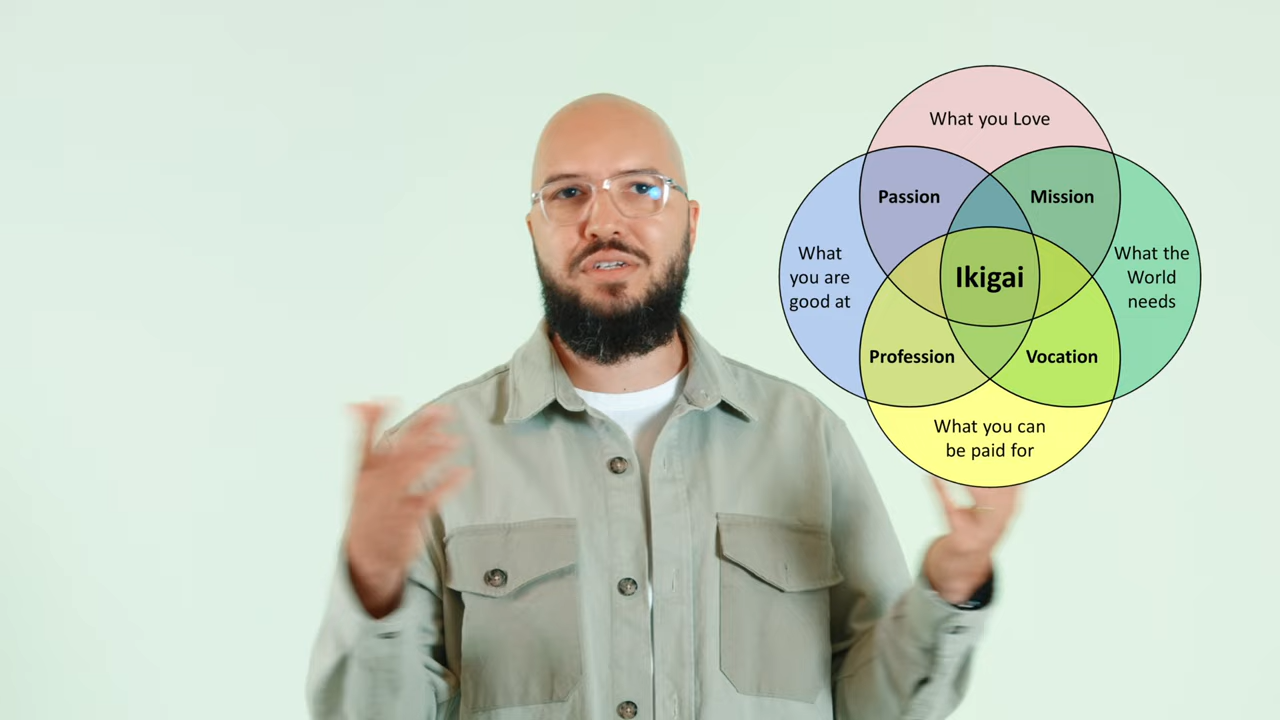 What you Love
Passion
Mission
What
you are
good at
Ikigai
What the
World
needs
Profession
Vocation
What you can
be paid for